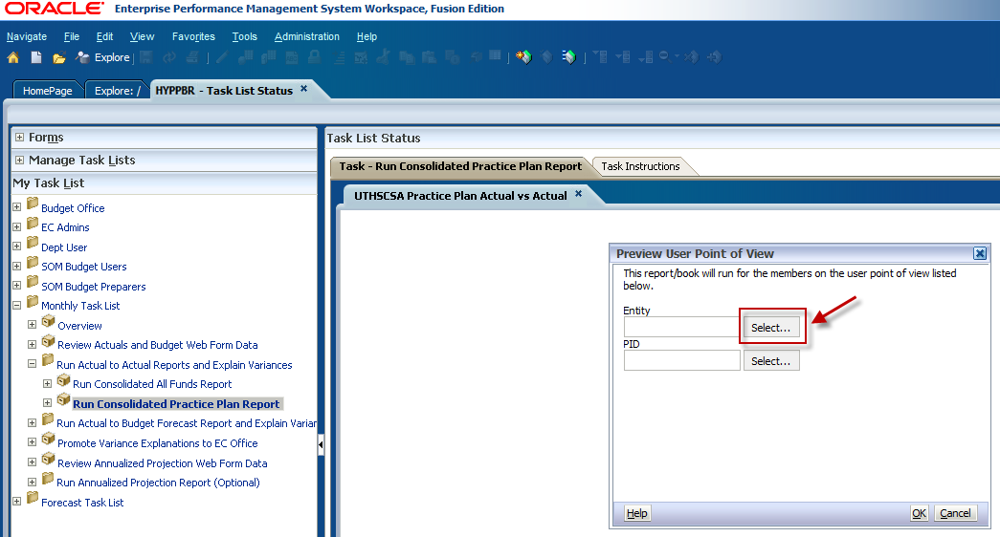 ORACLE® Enterprise Performance Management System Workspace, Fusion Edition
Navigate File Edit View Favorites Tools Administration Help
Explore
HomePage Explore: / HYPPBR - Task List Status
Forms
Manage Task Lists
My Task List
Budget Office
EC Admins
Dept User
SOM Budget Users
SOM Budget Preparers
Monthly Task List
Overview
Review Actuals and Budget Web Form Data
Run Actual to Actual Reports and Explain Variances
Run Consolidated All Funds Report
Run Consolidated Practice Plan Report
Run Actual to Budget Forecast Report and Explain Varian
Promote Variance Explanations to EC Office
Review Annualized Projection Web Form Data
Run Annualized Projection Report (Optional)
Forecast Task List
Task List Status
Task - Run Consolidated Practice Plan Report Task Instructions
UTHSCSA Practice Plan Actual vs Actual
Preview User Point of View
This report/book will run for the members on the user point of view listed
below.
Entity
Select...
PID
Select...
Help OK Cancel